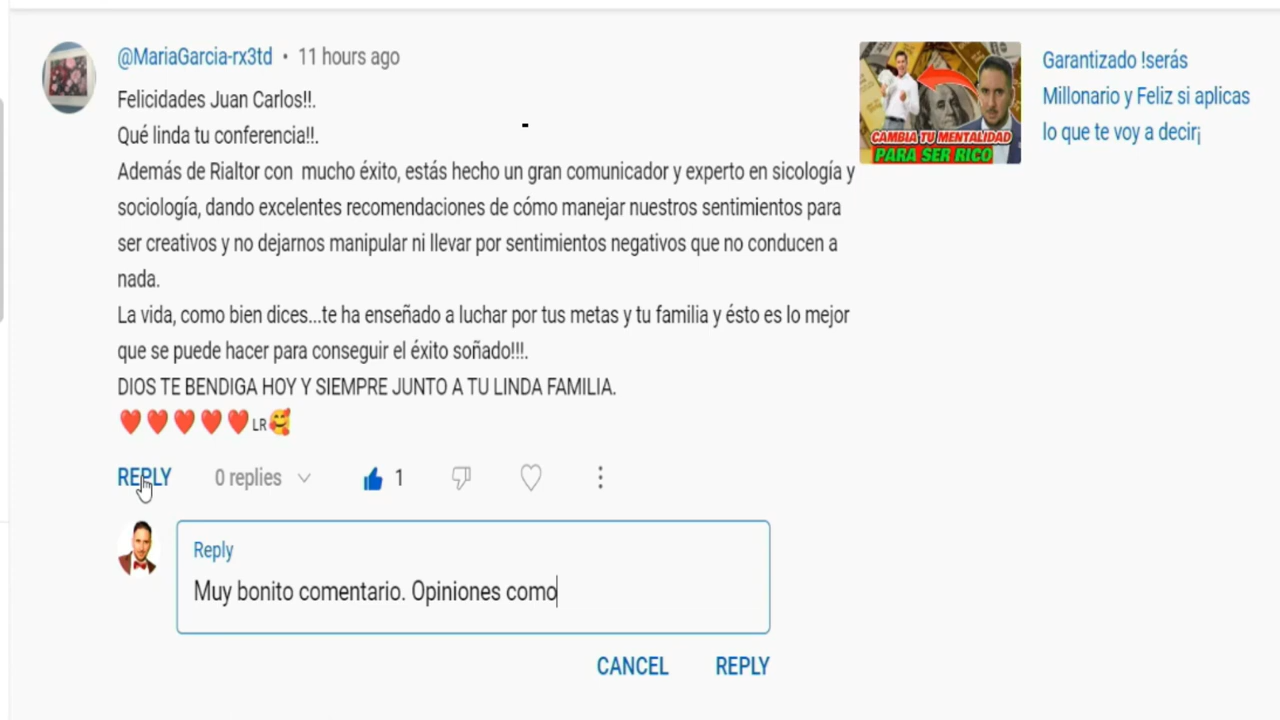 @MariaGarcia-rx3td • 11 hours ago
Felicidades Juan Carlos!!.
Qué linda tu conferencia!!.
Además de Rialtor con mucho éxito, estás hecho un gran comunicador y experto en sicología y
sociología, dando excelentes recomendaciones de cómo manejar nuestros sentimientos para
ser creativos y no dejarnos manipular ni llevar por sentimientos negativos que no conducen a
nada.
La vida, como bien dices...te ha enseñado a luchar por tus metas y tu familia y ésto es lo mejor
que se puede hacer para conseguir el éxito soñado!!!.
DIOS TE BENDIGA HOY Y SIEMPRE JUNTO A TU LINDA FAMILIA.
❤️❤️❤️❤️❤️LR🥰
REPLY 0 replies 1
Reply
Muy bonito comentario. Opiniones como
CANCEL REPLY
CAMBIA TU MENTALIDAD
PARA SER RICO
Garantizado !serás
Millonario y Feliz si aplicas
lo que te voy a decir¡